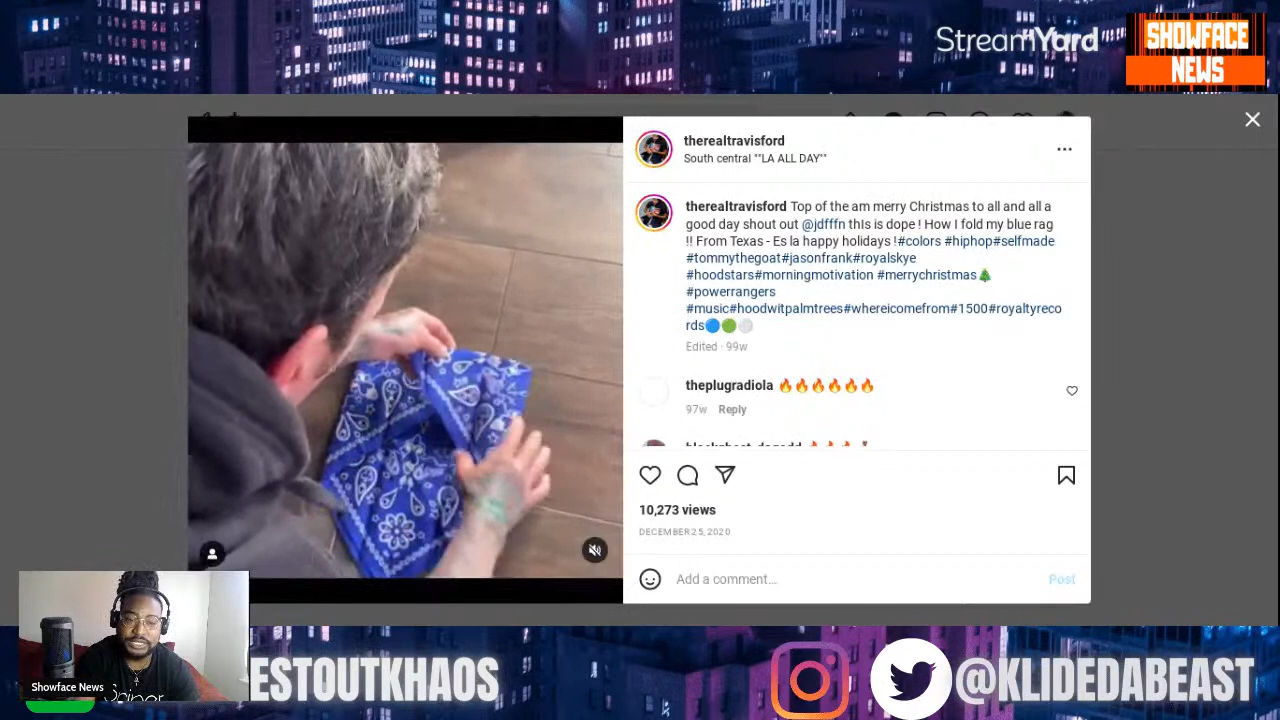 StreamYard
SHOWFACE
NEWS
therealtravisford
South central ""LA ALL DAY""
therealtravisford Top of the am merry Christmas to all and all a
good day shout out @jdfffn thIs is dope ! How I fold my blue rag
!! From Texas - Es la happy holidays !#colors #hiphop#selfmade
#tommythegoat#jasonfrank#royalskye
#hoodstars#morningmotivation #merrychristmas🎄
#powerrangers
#music#hoodwitpalmtrees#whereicomefrom#1500#royaltyreco
rds🔵🟢⚪
Edited · 99w
theplugradiola 🔥🔥🔥🔥🔥🔥
97w Reply
10,273 views
DECEMBER 25, 2020
Add a comment…
Post
Showface News
ESTOUTKHAOS
@KLIDEDABEAST